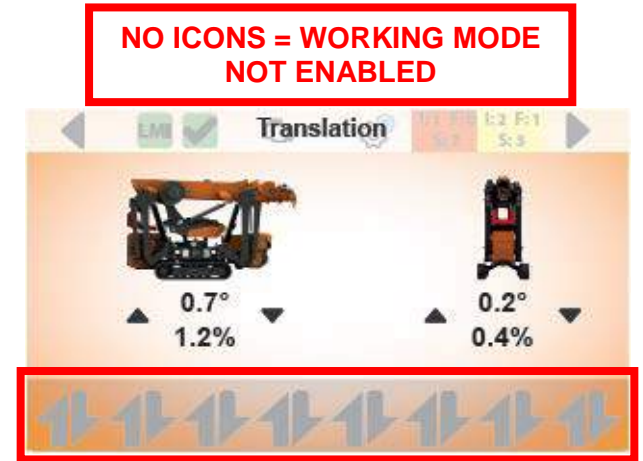 NO ICONS = WORKING MODE
NOT ENABLED
LMI Translation I:2 F:1
S:3
0.7° 0.2°
1.2% 0.4%